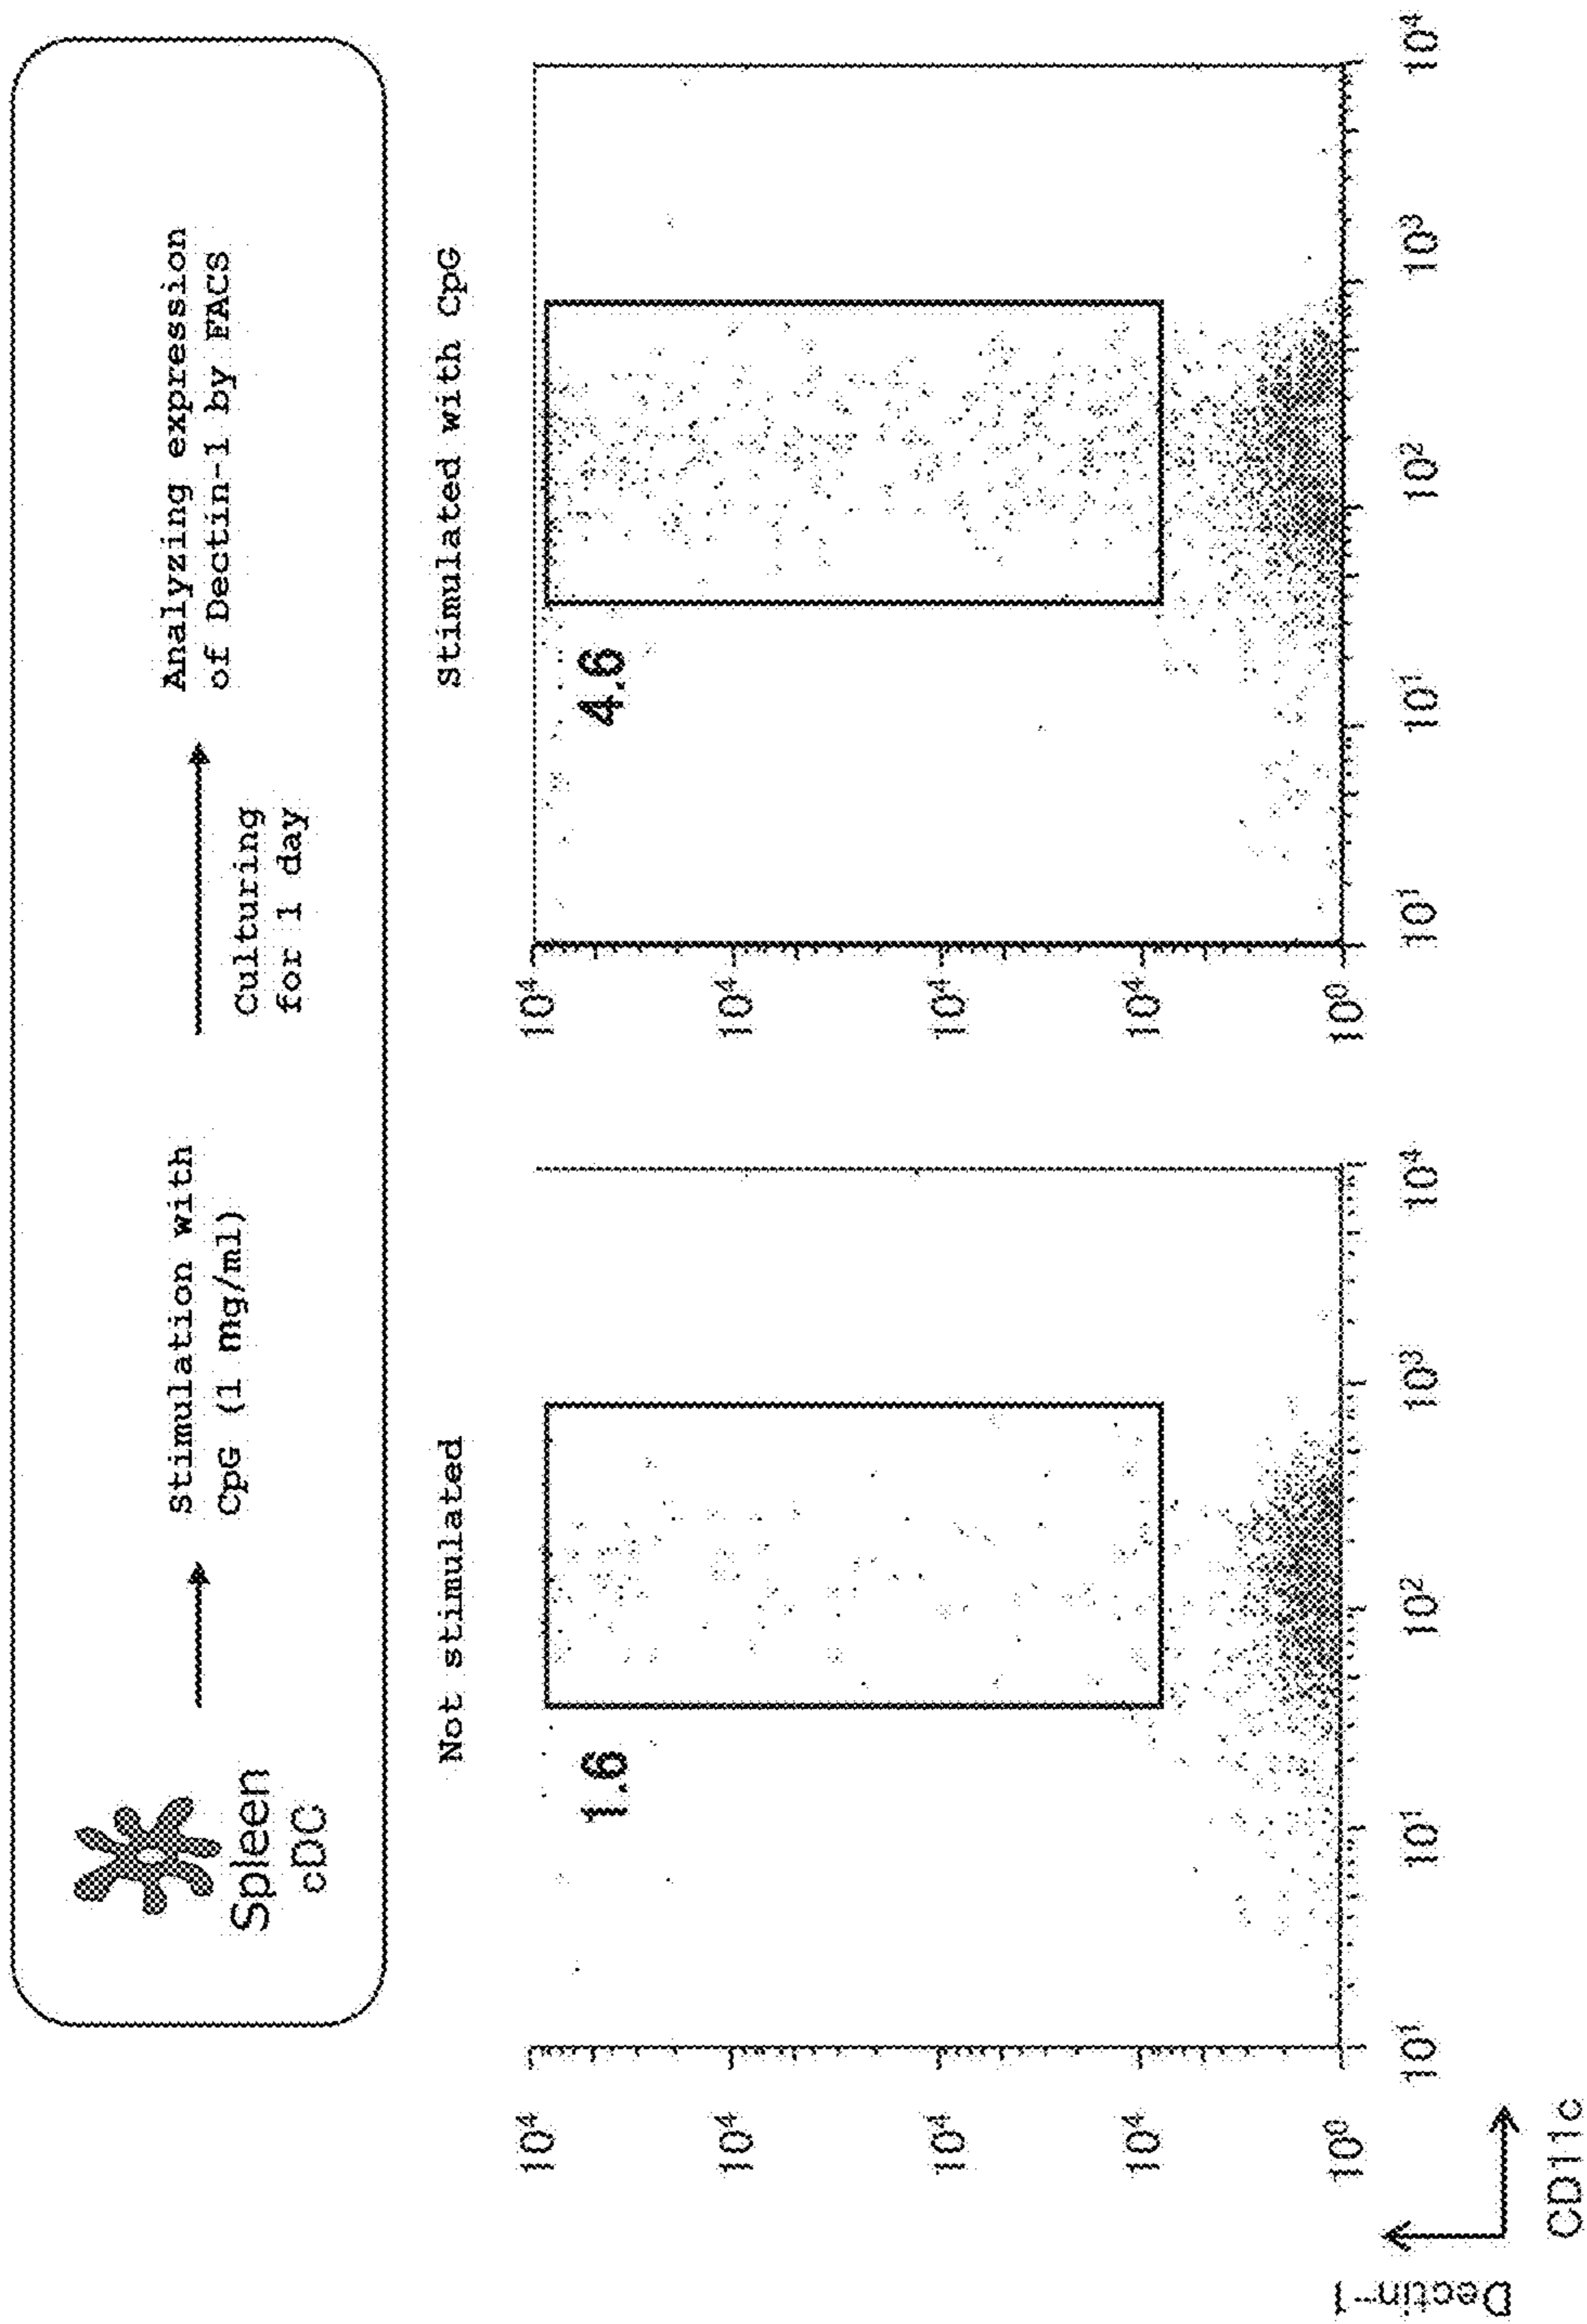 Spleen
cDC
Stimulation with
CpG (1 mg/ml)
Culturing
for 1 day
Analyzing expression
of Dectin-1 by FACS
Not stimulated
Stimulated with CpG
10⁴
10⁴
10⁴
10⁴
10⁰
1.6
10¹
10¹
10²
10³
10⁴
10⁴
10⁴
10⁴
10⁴
10⁰
4.6
10¹
10¹
10²
10³
10⁴
Dectin-1
CD11c